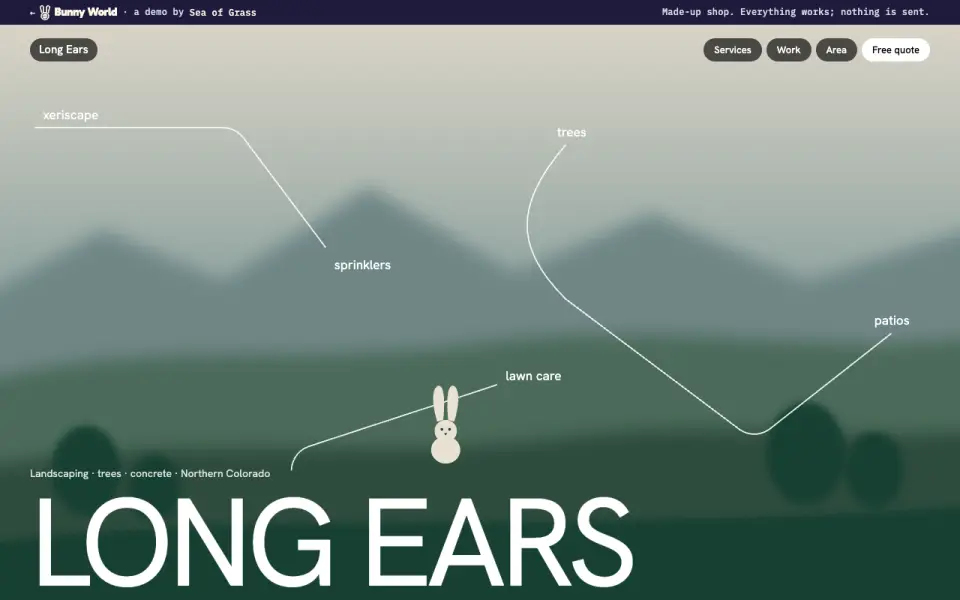 ← Bunny World · a demo by Sea of Grass
Made-up shop. Everything works; nothing is sent.
Long Ears
Services
Work
Area
Free quote
xeriscape
trees
sprinklers
patios
lawn care
Landscaping · trees · concrete · Northern Colorado
LONG EARS